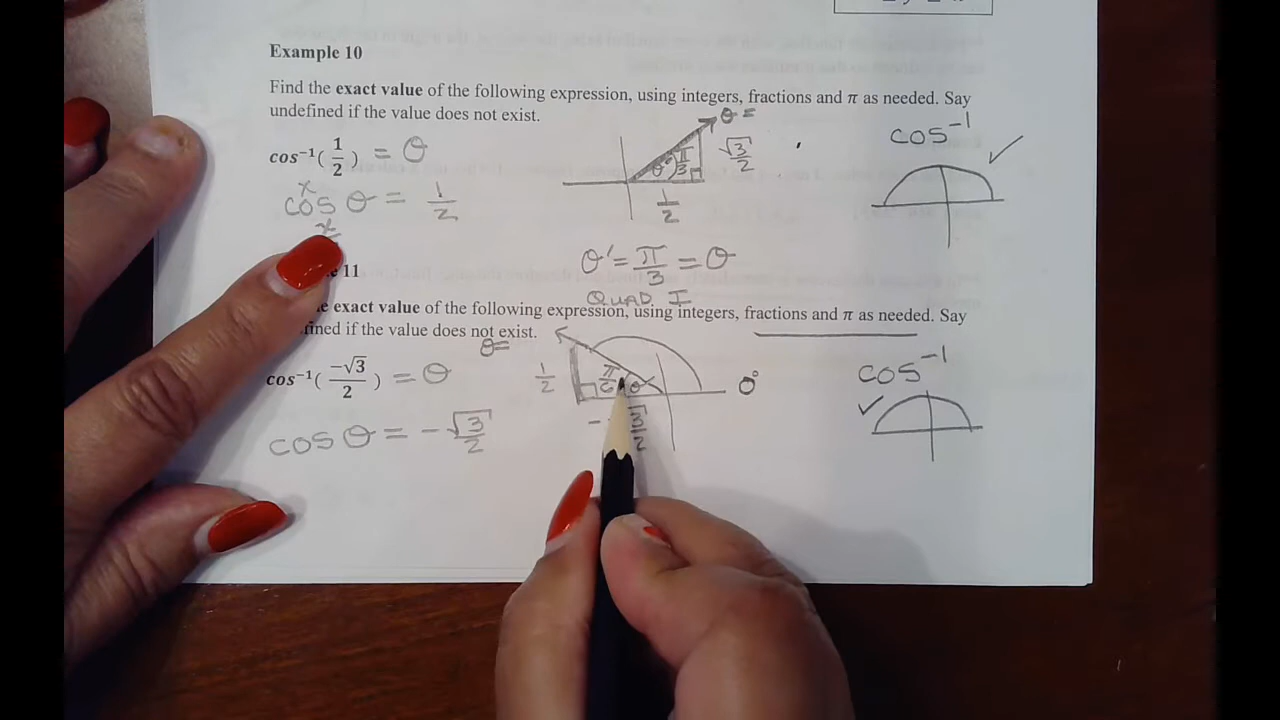 Example 10
Find the exact value of the following expression, using integers, fractions and π as needed. Say
undefined if the value does not exist.
cos⁻¹(1/2) = θ
x
cos θ = 1/2
x
θ =
θ' π/3
√3/2
1/2
θ' = π/3 = θ
QUAD I
cos⁻¹ ✓
11
exact value of the following expression, using integers, fractions and π as needed. Say
if the value does not exist.
cos⁻¹(-√3/2) = θ
cos θ = -√3/2
θ=
1/2
π/6 θ'
- √3/2
0°
cos⁻¹
✓